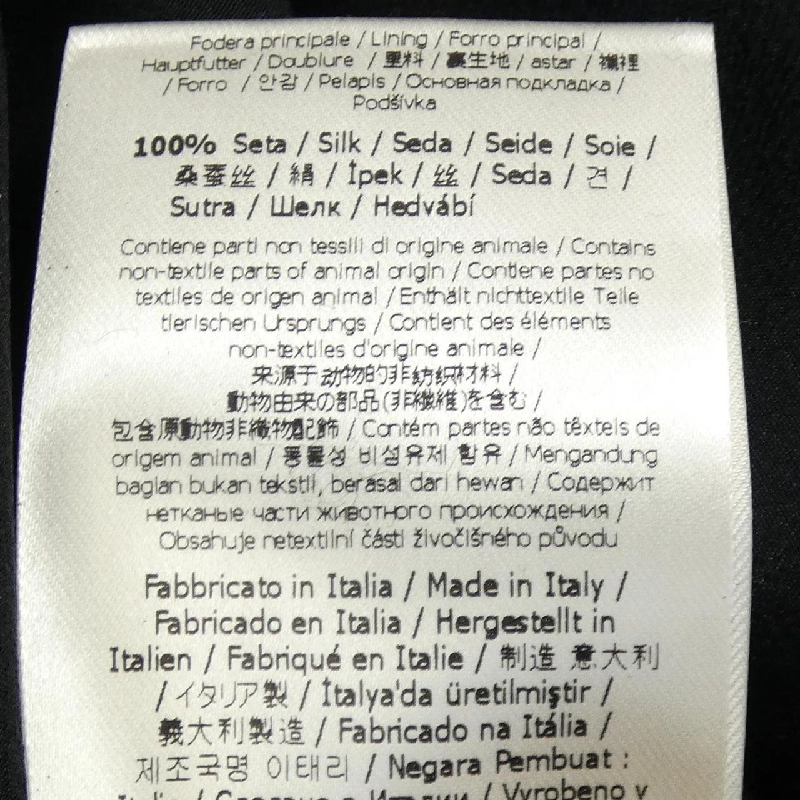 Fodera principale / Lining / Forro principal /
Hauptfutter / Doublure / 里料 / 裏生地 / astar / 襯裡
/ Forro / 안감 / Pelapis / Основная подкладка /
Podšívka
100% Seta / Silk / Seda / Seide / Soie /
桑蚕丝 / 絹 / İpek / 丝 / Seda / 견 /
Sutra / Шелк / Hedvábí
Contiene parti non tessili di origine animale / Contains
non-textile parts of animal origin / Contiene partes no
textiles de origen animal / Enthält nichttextile Teile
tierischen Ursprungs / Contient des éléments
non-textiles d'origine animale /
来源于动物的非纺织材料 /
動物由来の部品(非繊維)を含む /
包含原動物非織物配飾 / Contém partes não têxteis de
origem animal / 동물성 비섬유제 함유 / Mengandung
bagian bukan tekstil, berasal dari hewan / Содержит
нетканые части животного происхождения /
Obsahuje netextilní části živočišného původu
Fabbricato in Italia / Made in Italy /
Fabricado en Italia / Hergestellt in
Italien / Fabriqué en Italie / 制造 意大利
/ イタリア製 / İtalya'da üretilmiştir /
義大利製造 / Fabricado na Itália /
제조국명 이태리 / Negara Pembuat :
Italia / Сделано в Италии / Vyrobeno v